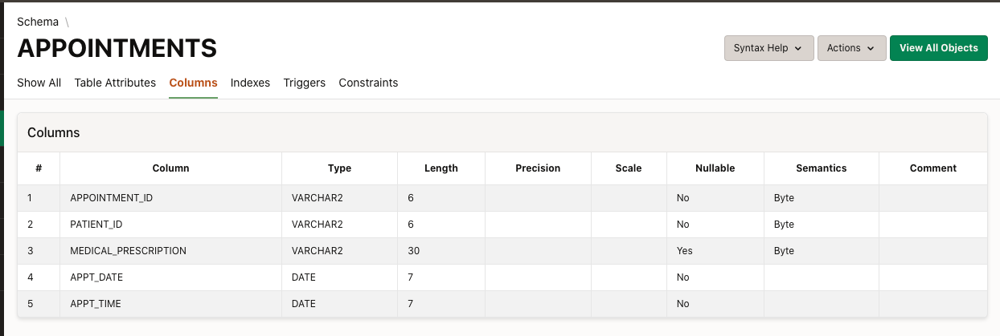 Schema \
APPOINTMENTS
Syntax Help Actions View All Objects
Show All Table Attributes Columns Indexes Triggers Constraints
Columns
# Column Type Length Precision Scale Nullable Semantics Comment
1 APPOINTMENT_ID VARCHAR2 6 No Byte
2 PATIENT_ID VARCHAR2 6 No Byte
3 MEDICAL_PRESCRIPTION VARCHAR2 30 Yes Byte
4 APPT_DATE DATE 7 No
5 APPT_TIME DATE 7 No